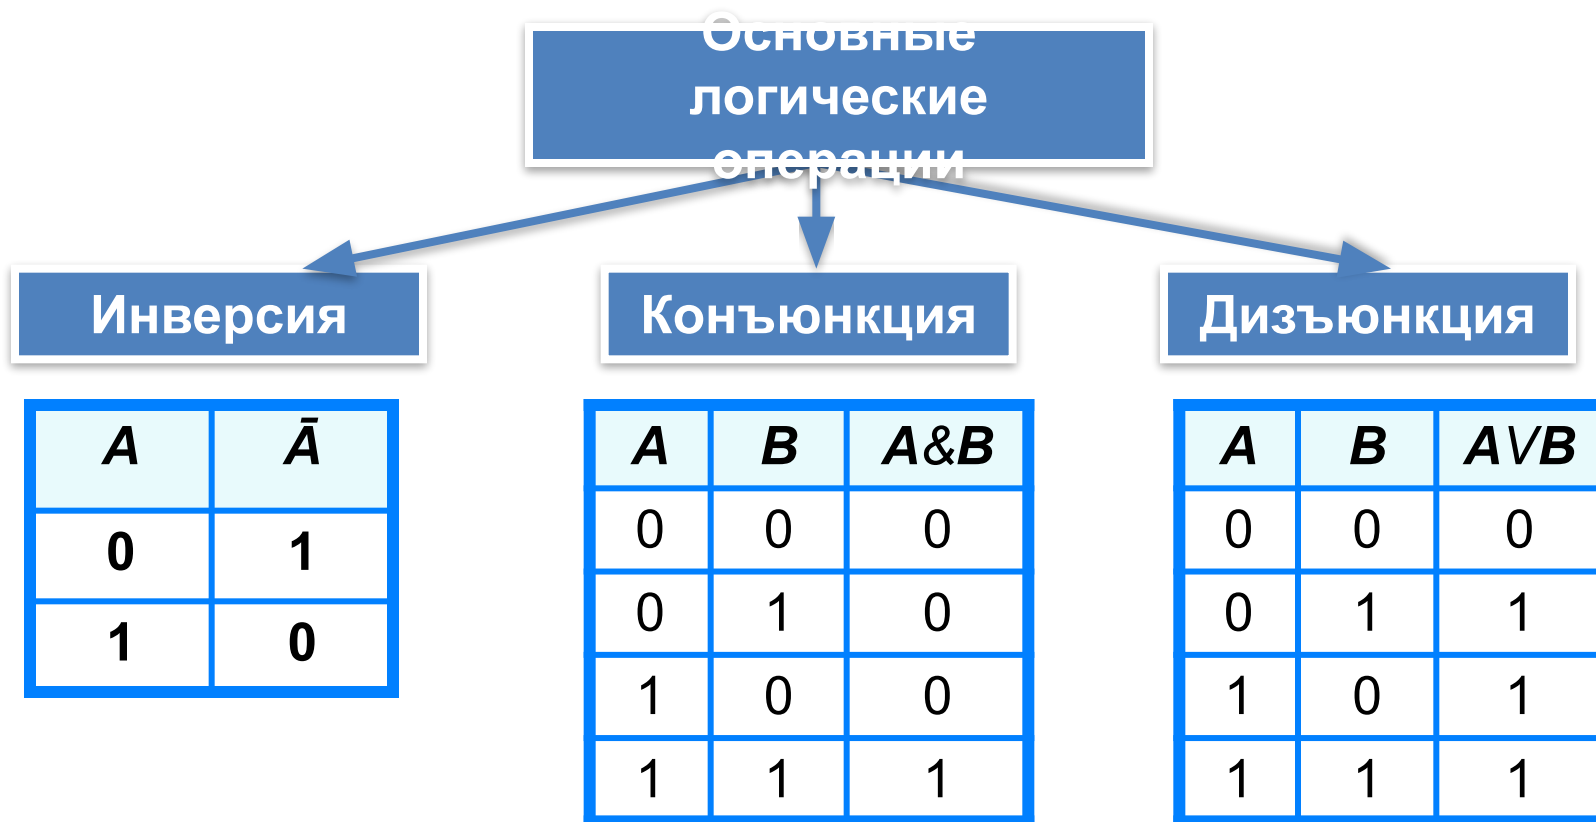 Основные
логические
операции
Инверсия
Конъюнкция
Дизъюнкция
A Ā
0 1
1 0
A B A&B
0 0 0
0 1 0
1 0 0
1 1 1
A B A\/B
0 0 0
0 1 1
1 0 1
1 1 1